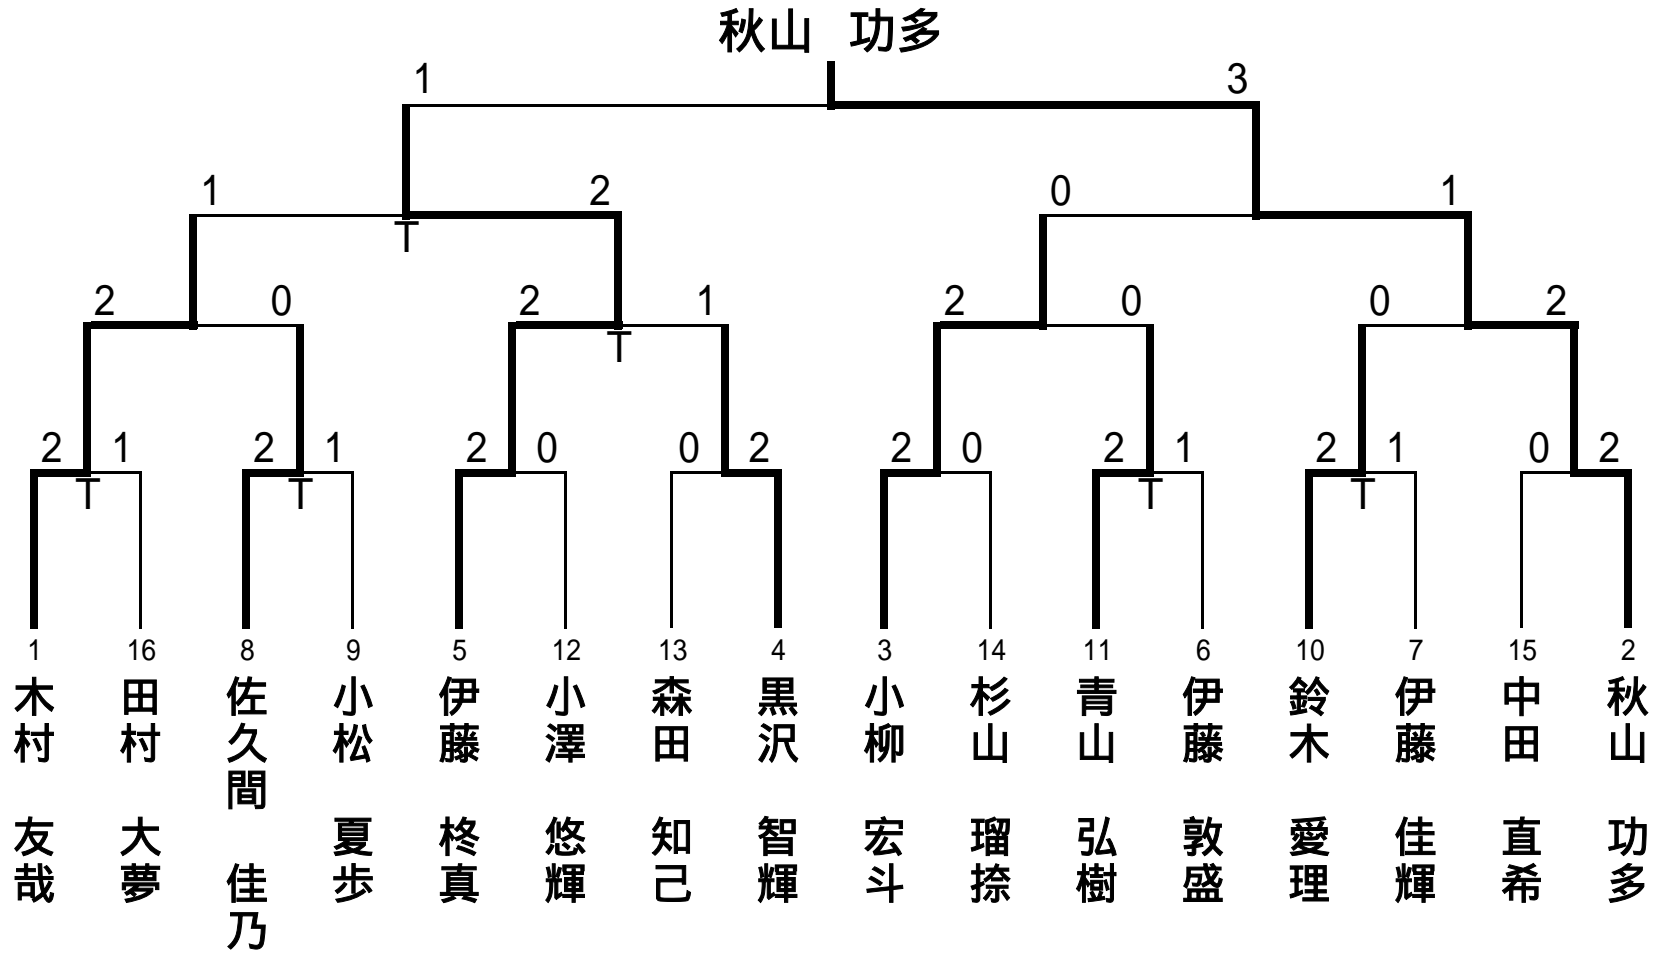 秋山 功多
1 3
1 2 0 1
T
2 0 2 1 2 0 0 2
T
2 1 2 1 2 0 0 2 2 0 2 1 2 1 0 2
T T T T
1 16 8 9 5 12 13 4 3 14 11 6 10 7 15 2
木村 友哉
田村 大夢
佐久間 佳乃
小松 夏歩
伊藤 柊真
小澤 悠輝
森田 知己
黒沢 智輝
小柳 宏斗
杉山 瑠捺
青山 弘樹
伊藤 敦盛
鈴木 愛理
伊藤 佳輝
中田 直希
秋山 功多